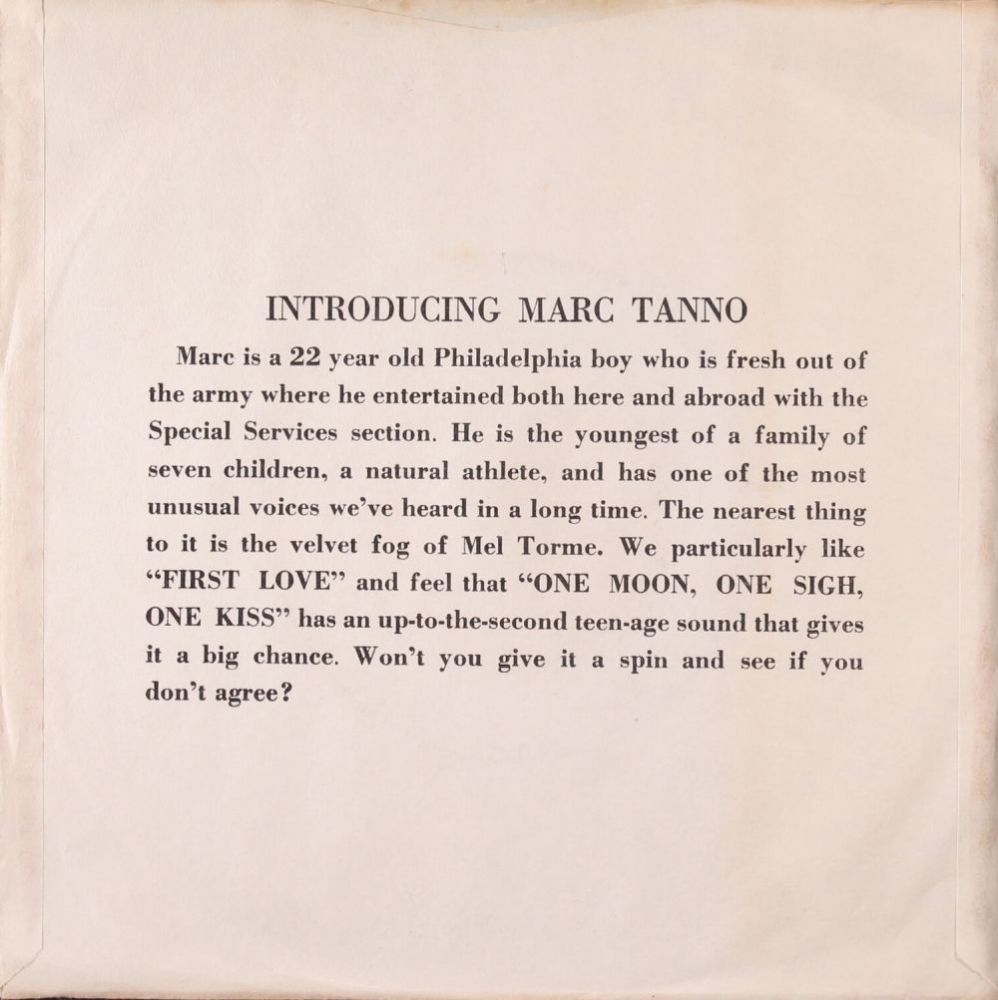 INTRODUCING MARC TANNO
Marc is a 22 year old Philadelphia boy who is fresh out of
the army where he entertained both here and abroad with the
Special Services section. He is the youngest of a family of
seven children, a natural athlete, and has one of the most
unusual voices we've heard in a long time. The nearest thing
to it is the velvet fog of Mel Torme. We particularly like
“FIRST LOVE” and feel that “ONE MOON, ONE SIGH,
ONE KISS” has an up-to-the-second teen-age sound that gives
it a big chance. Won't you give it a spin and see if you
don't agree?